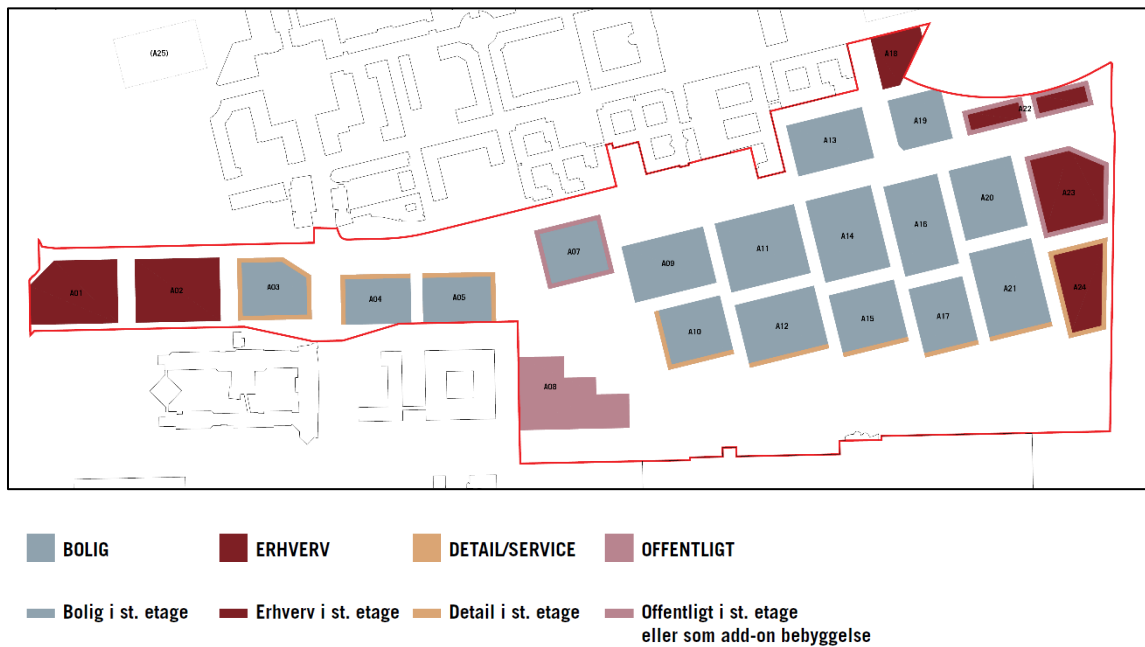 (A25)
A18
A19
A22
A13
A23
A20
A16
A14
A11
A07
A09
A01
A02
A03
A04
A05
A24
A21
A17
A15
A12
A10
A08
BOLIG
ERHVERV
DETAIL/SERVICE
OFFENTLIGT
Bolig i st. etage
Erhverv i st. etage
Detail i st. etage
Offentligt i st. etage
eller som add-on bebyggelse